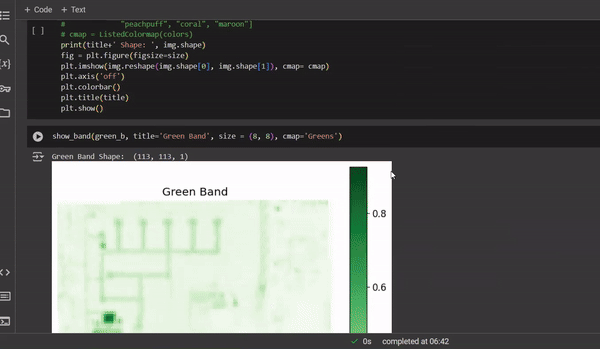 + Code + Text
[ ]
#            "peachpuff", "coral", "maroon"]
# cmap = ListedColormap(colors)
print(title+' Shape: ', img.shape)
fig = plt.figure(figsize=size)
plt.imshow(img.reshape(img.shape[0], img.shape[1]), cmap= cmap)
plt.axis('off')
plt.colorbar()
plt.title(title)
plt.show()
show_band(green_b, title='Green Band', size = (8, 8), cmap='Greens')
Green Band Shape:  (113, 113, 1)
Green Band
0.8
0.6
0s completed at 06:42